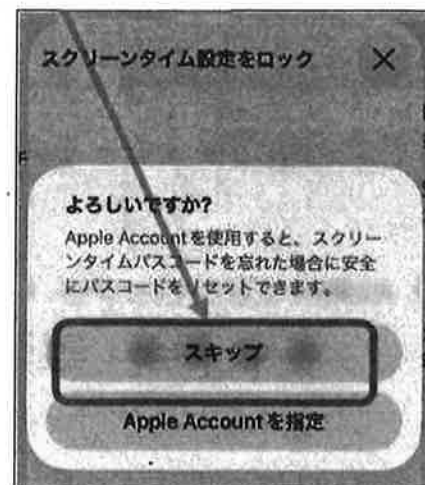 スクリーンタイム設定をロック
よろしいですか?
Apple Accountを使用すると、スクリー
ンタイムパスコードを忘れた場合に安全
にパスコードをリセットできます。
スキップ
Apple Accountを指定